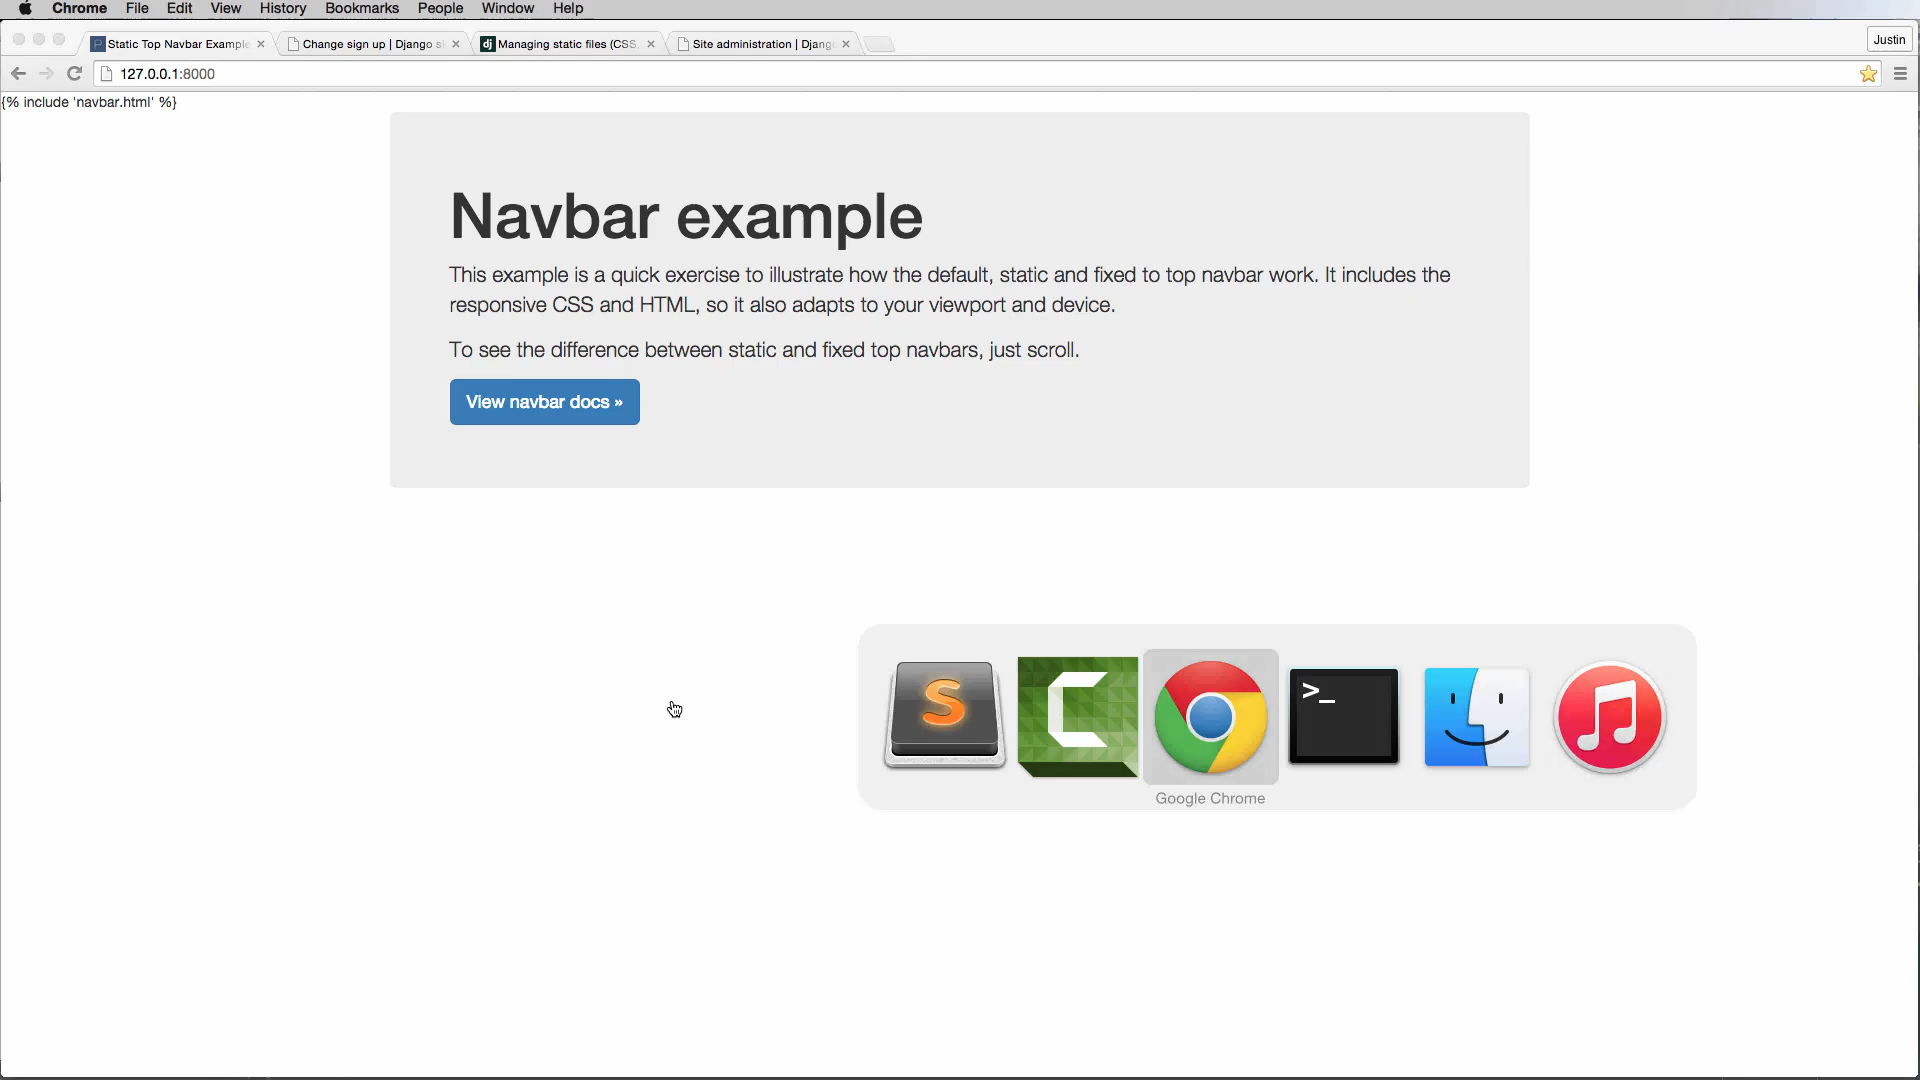 Chrome File Edit View History Bookmarks People Window Help
Static Top Navbar Example
Change sign up | Django si
dj Managing static files (CSS,
Site administration | Django
Justin
127.0.0.1:8000
{% include 'navbar.html' %}
Navbar example
This example is a quick exercise to illustrate how the default, static and fixed to top navbar work. It includes the
responsive CSS and HTML, so it also adapts to your viewport and device.
To see the difference between static and fixed top navbars, just scroll.
View navbar docs »
S
C
>_
Google Chrome